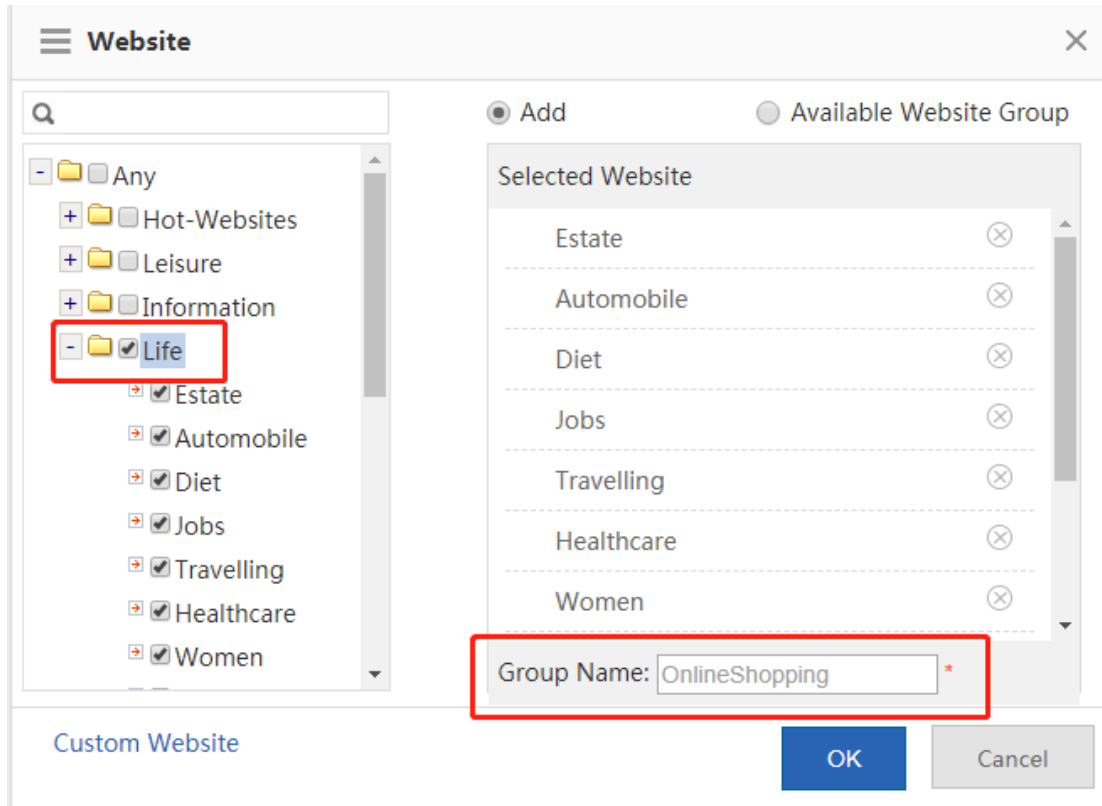 Website
Add
Available Website Group
Any
Hot-Websites
Leisure
Information
Life
Estate
Automobile
Diet
Jobs
Travelling
Healthcare
Women
Selected Website
Estate
Automobile
Diet
Jobs
Travelling
Healthcare
Women
Group Name: OnlineShopping *
Custom Website
OK
Cancel